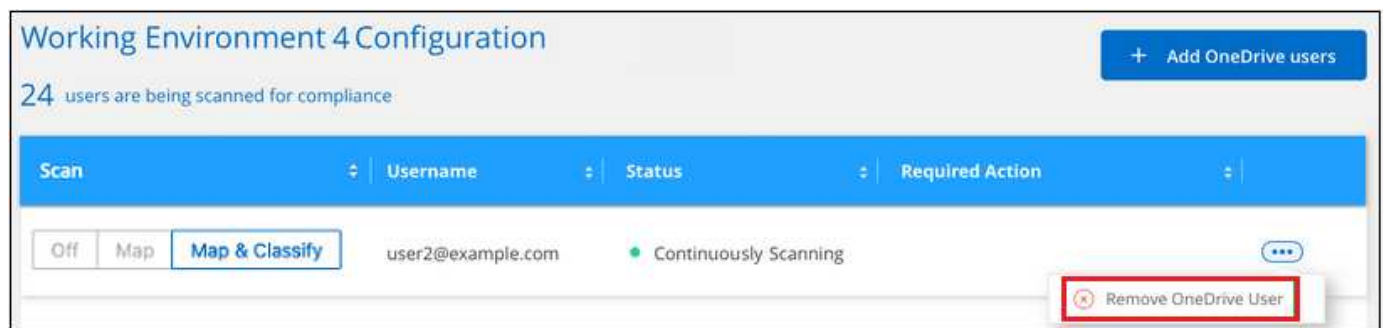 Working Environment 4 Configuration
+ Add OneDrive users
24 users are being scanned for compliance
Scan Username Status Required Action
Off Map Map & Classify user2@example.com Continuously Scanning
Remove OneDrive User